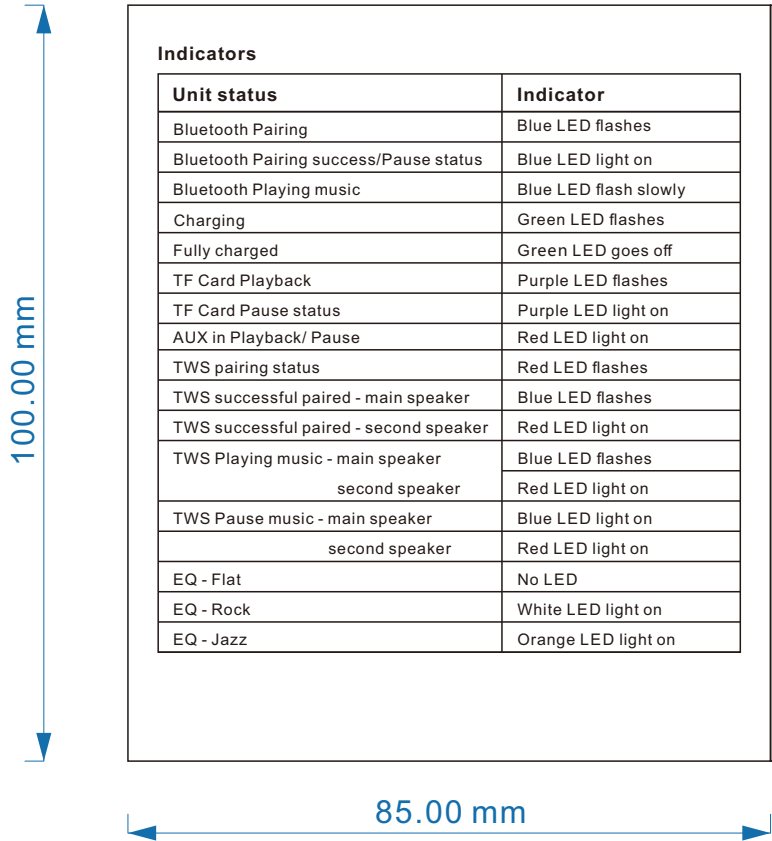 Indicators
Unit status Indicator
Bluetooth Pairing Blue LED flashes
Bluetooth Pairing success/Pause status Blue LED light on
Bluetooth Playing music Blue LED flash slowly
Charging Green LED flashes
Fully charged Green LED goes off
TF Card Playback Purple LED flashes
TF Card Pause status Purple LED light on
AUX in Playback/ Pause Red LED light on
TWS pairing status Red LED flashes
TWS successful paired - main speaker Blue LED flashes
TWS successful paired - second speaker Red LED light on
TWS Playing music - main speaker Blue LED flashes
second speaker Red LED light on
TWS Pause music - main speaker Blue LED light on
second speaker Red LED light on
EQ - Flat No LED
EQ - Rock White LED light on
EQ - Jazz Orange LED light on
100.00 mm
85.00 mm